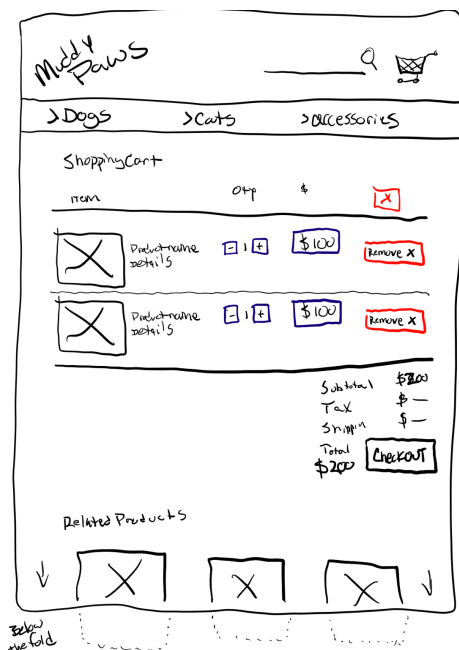 Muddy
Paws
>Dogs >Cats >accessories
Shopping Cart
ITEM Qty $ X
Product name
Details
- 1 + $100 Remove X
Product name
Details
- 1 + $100 Remove X
Subtotal $200
Tax $ —
Shippin $ —
Total
$200 Checkout
Related Products
Below
the fold